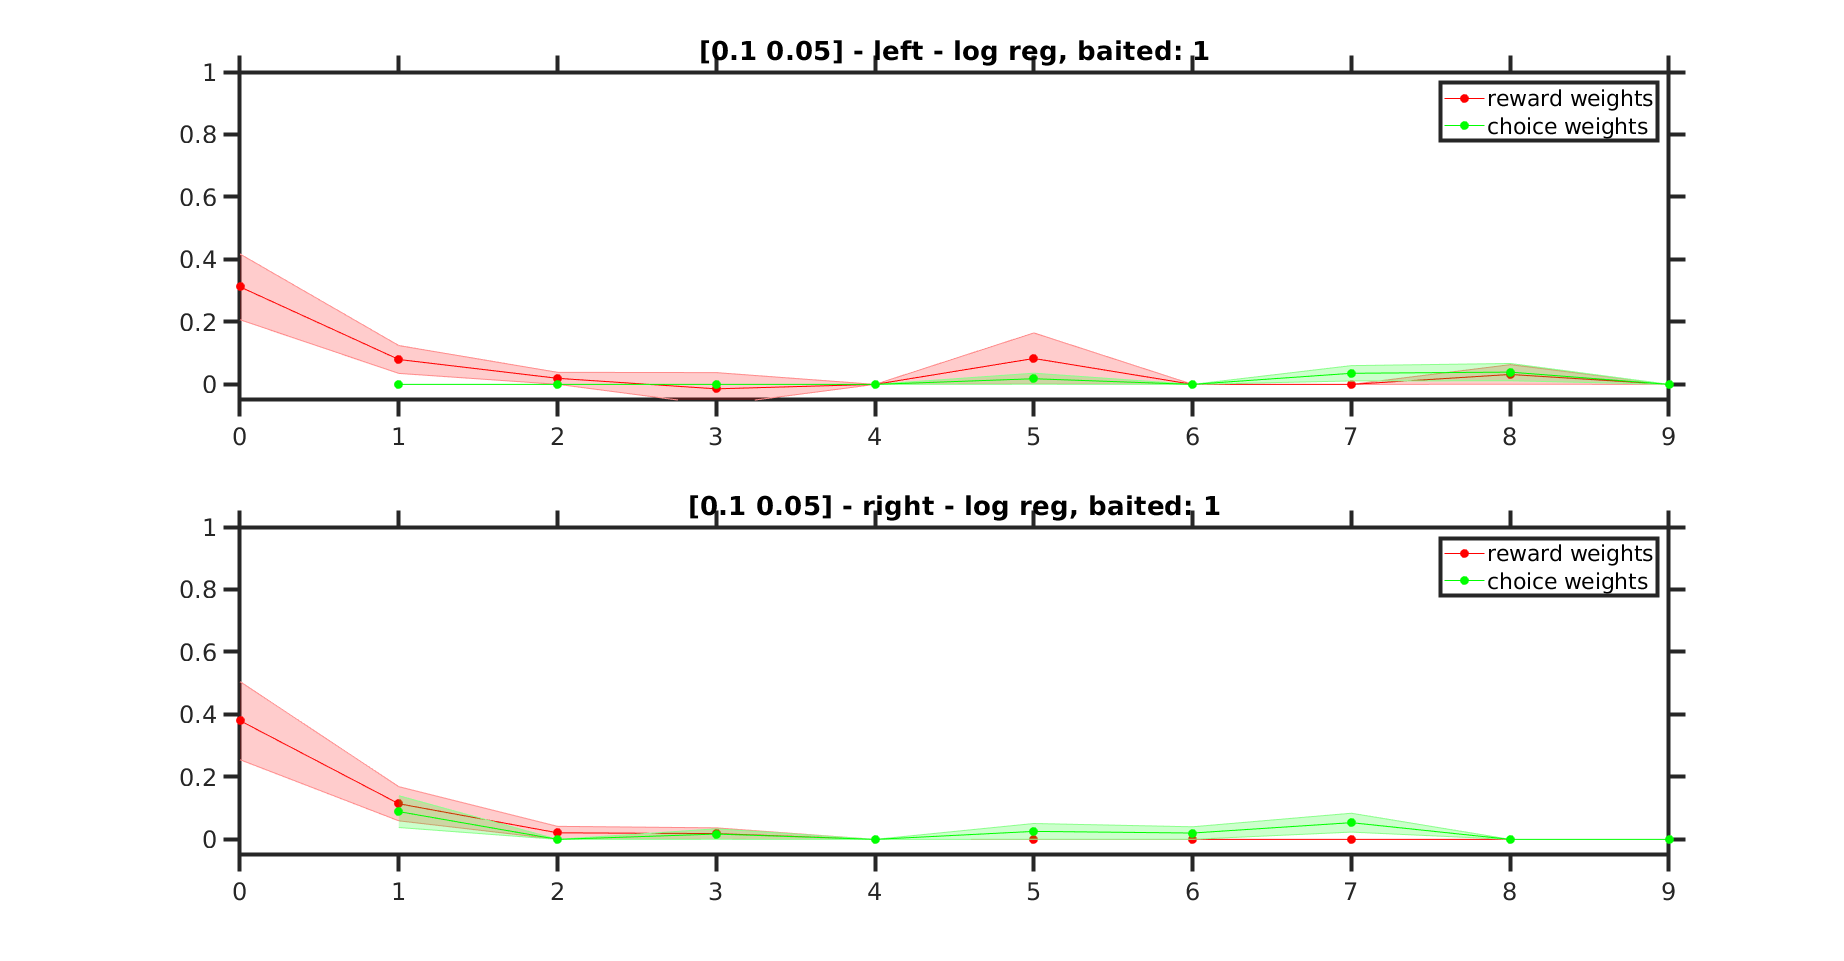 [0.1 0.05] - left - log reg, baited: 1
1
0.8
0.6
0.4
0.2
0
reward weights
choice weights
0 1 2 3 4 5 6 7 8 9
[0.1 0.05] - right - log reg, baited: 1
1
0.8
0.6
0.4
0.2
0
reward weights
choice weights
0 1 2 3 4 5 6 7 8 9